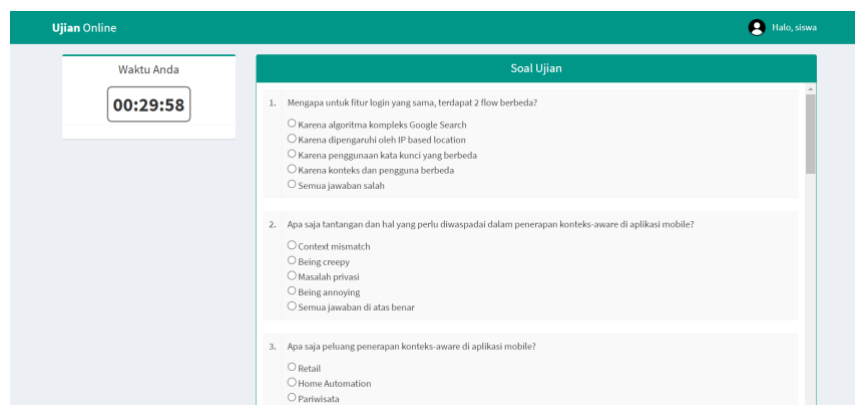 Ujian Online
Halo, siswa
Waktu Anda
00:29:58
Soal Ujian
1. Mengapa untuk fitur login yang sama, terdapat 2 flow berbeda?
Karena algoritma kompleks Google Search
Karena dipengaruhi oleh IP based location
Karena penggunaan kata kunci yang berbeda
Karena konteks dan pengguna berbeda
Semua jawaban salah
2. Apa saja tantangan dan hal yang perlu diwaspadai dalam penerapan konteks-aware di aplikasi mobile?
Context mismatch
Being creepy
Masalah privasi
Being annoying
Semua jawaban di atas benar
3. Apa saja peluang penerapan konteks-aware di aplikasi mobile?
Retail
Home Automation
Pariwisata